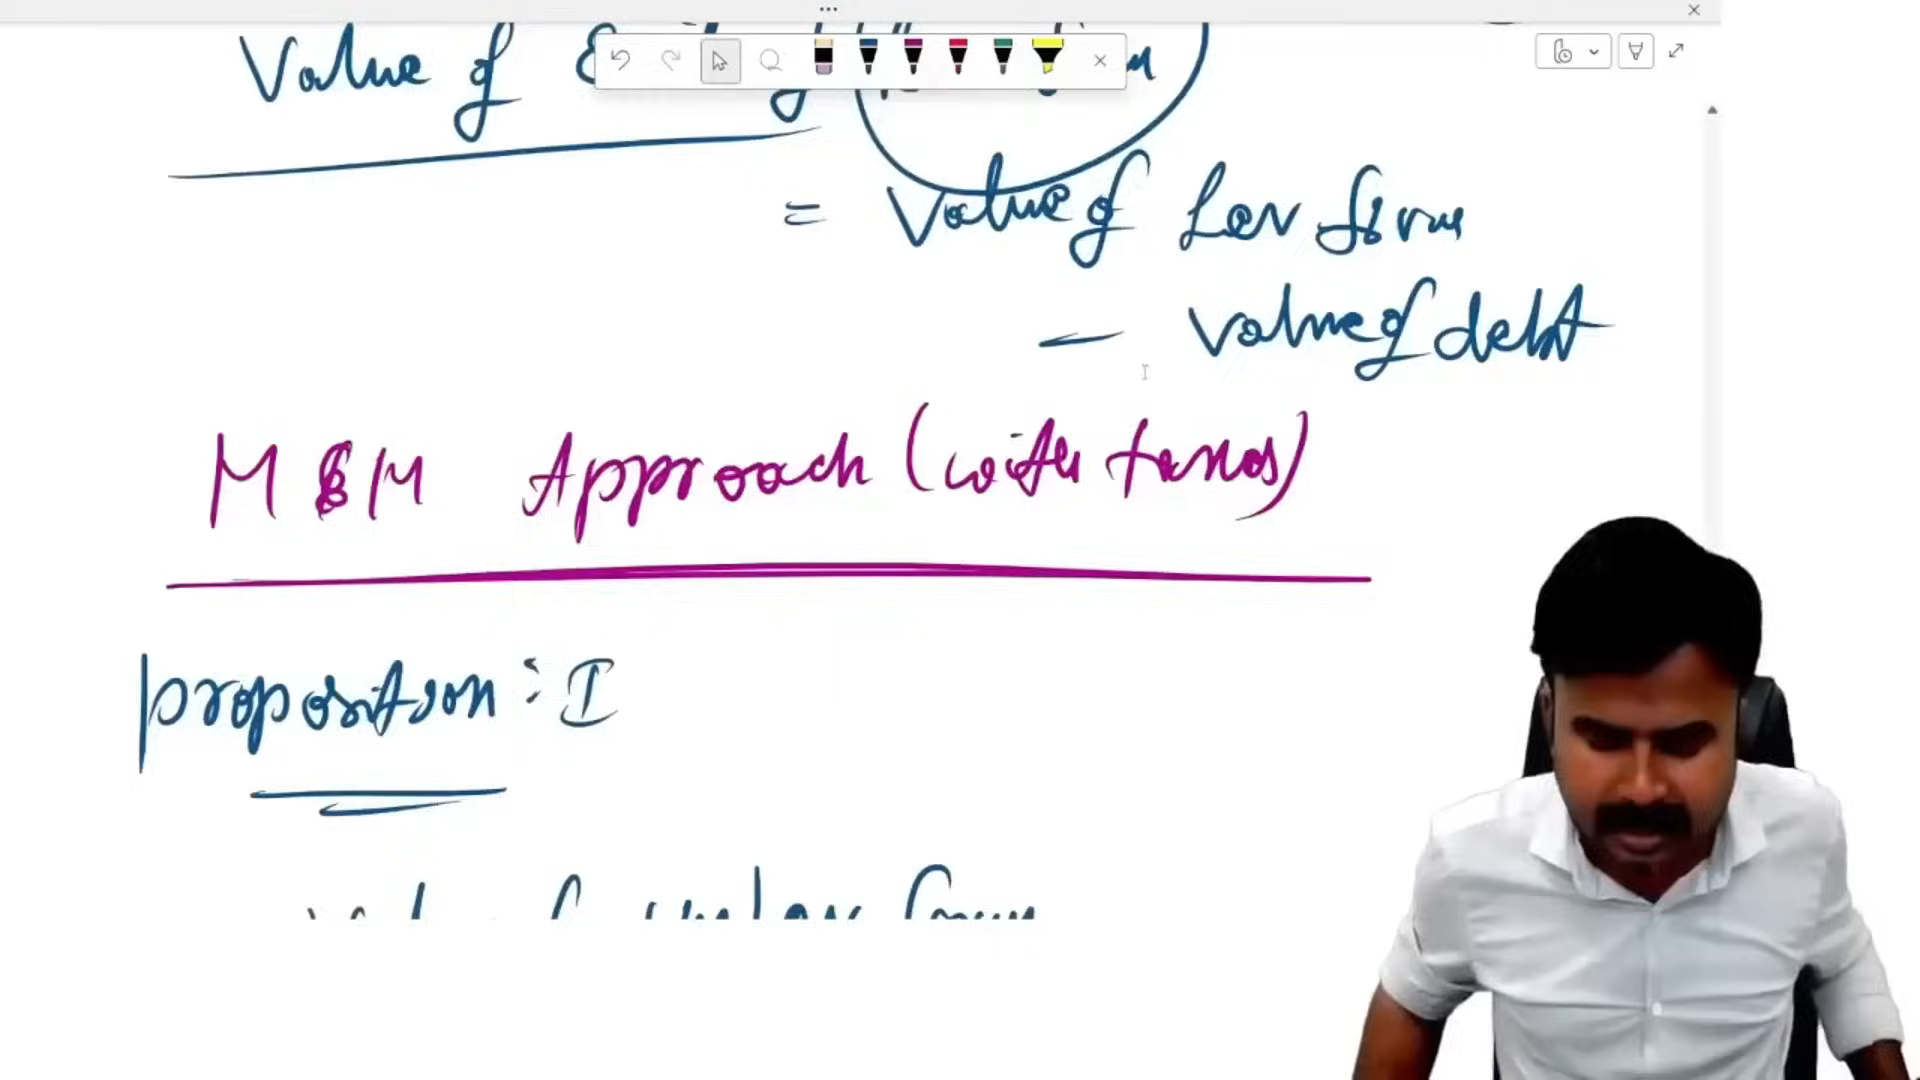 Value of
= Value of Lev firm
- value of debt
M & M Approach (with taxes)
proposition : I